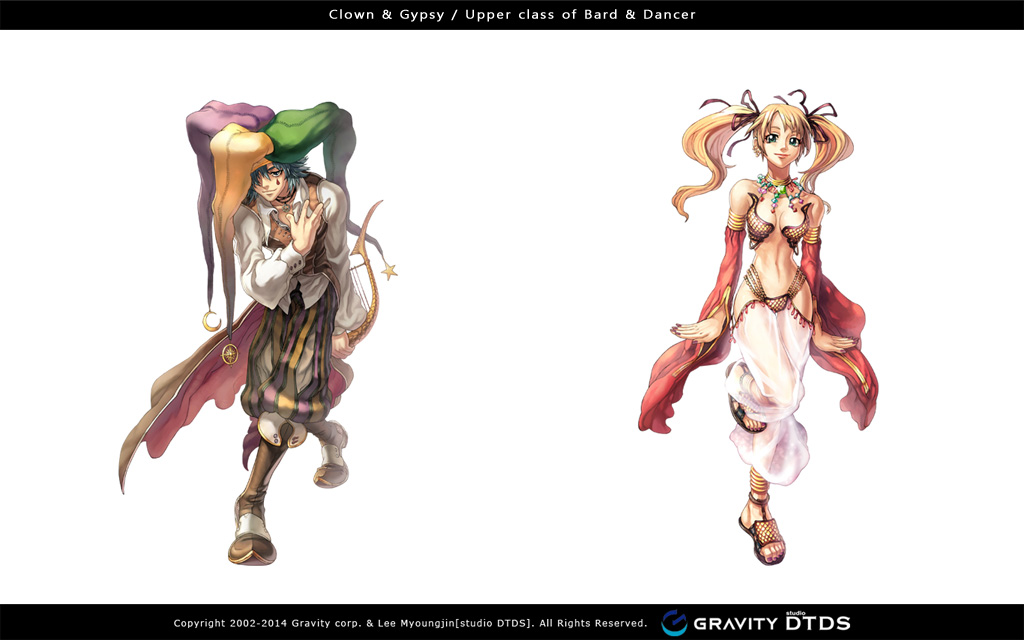 Clown & Gypsy / Upper class of Bard & Dancer
Copyright 2002-2014 Gravity corp. & Lee Myoungjin[studio DTDS]. All Rights Reserved.
GRAVITY studio DTDS